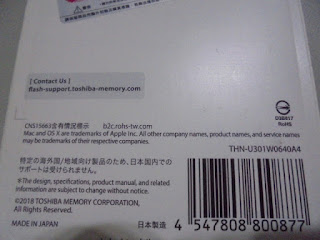 [ Contact Us ]
flash-support.toshiba-memory.com
CNS15663含有情況標示 b2c.rohs-tw.com
D38017
RoHS
Mac and OS X are trademarks of Apple Inc. All other company names, product names, and service names
may be trademarks of their respective companies.
THN-U301W0640A4
特定の海外国/地域向け製品のため、日本国内での
サポートは受けられません。
※The design, specifications, product manual, and related
information are subject to change without notice.
©2018 TOSHIBA MEMORY CORPORATION,
ALL RIGHTS RESERVED.
MADE IN JAPAN 日本製造
4 547808 800877